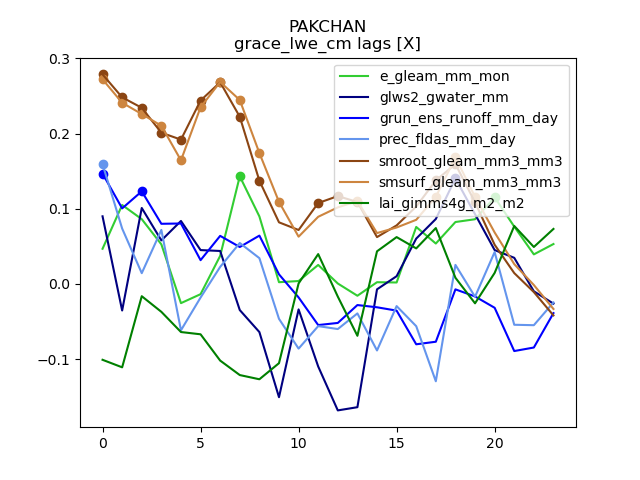 PAKCHAN
grace_lwe_cm lags [X]
0.3
0.2
0.1
0.0
−0.1
0
5
10
15
20
e_gleam_mm_mon
glws2_gwater_mm
grun_ens_runoff_mm_day
prec_fldas_mm_day
smroot_gleam_mm3_mm3
smsurf_gleam_mm3_mm3
lai_gimms4g_m2_m2